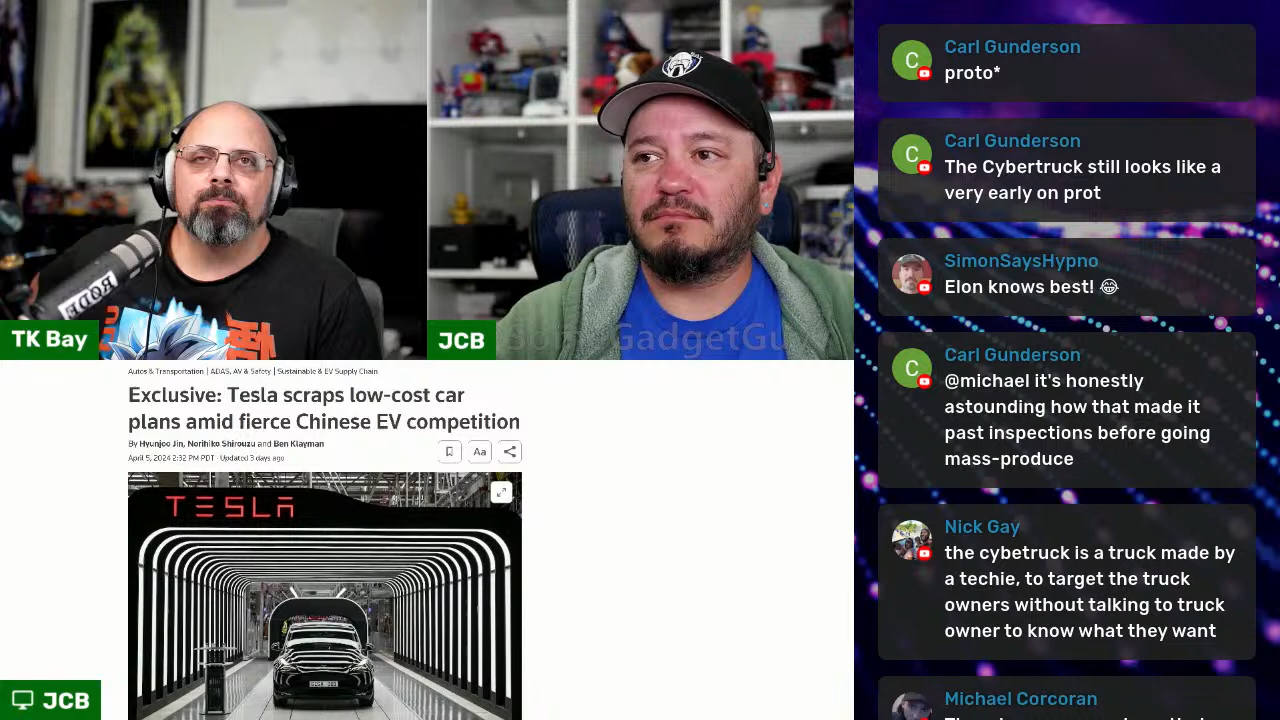 RODE
TK Bay
JCB
Autos & Transportation | ADAS, AV & Safety | Sustainable & EV Supply Chain
Exclusive: Tesla scraps low-cost car
plans amid fierce Chinese EV competition
By Hyunjoo Jin, Norihiko Shirouzu and Ben Klayman
April 5, 2024 2:32 PM PDT · Updated 3 days ago
Aa
TESLA
JCB
C
Carl Gunderson
proto*
C
Carl Gunderson
The Cybertruck still looks like a
very early on prot
SimonSaysHypno
Elon knows best! 😂
C
Carl Gunderson
@michael it's honestly
astounding how that made it
past inspections before going
mass-produce
Nick Gay
the cybetruck is a truck made by
a techie, to target the truck
owners without talking to truck
owner to know what they want
Michael Corcoran